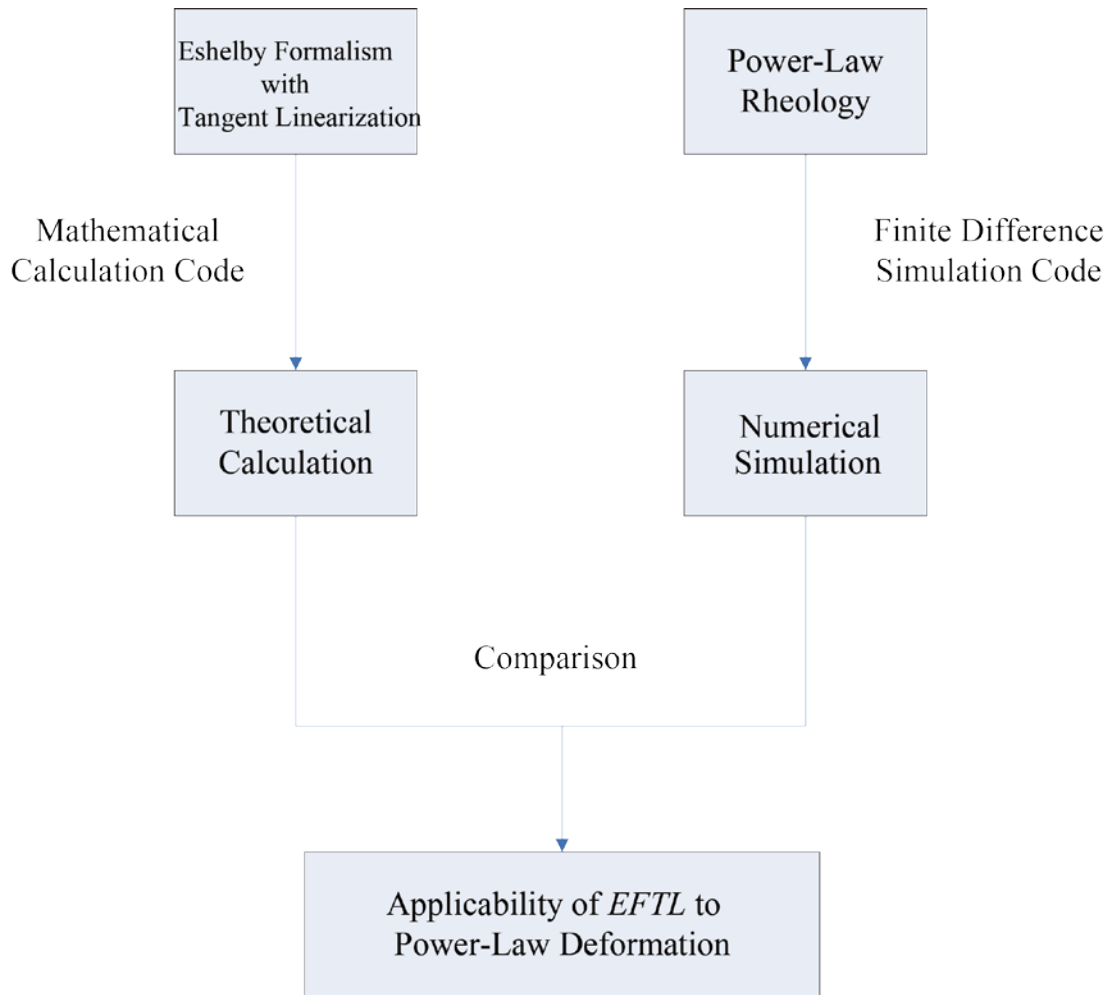 Eshelby Formalism
with
Tangent Linearization
Power-Law
Rheology
Mathematical
Calculation Code
Finite Difference
Simulation Code
Theoretical
Calculation
Numerical
Simulation
Comparison
Applicability of EFTL to
Power-Law Deformation